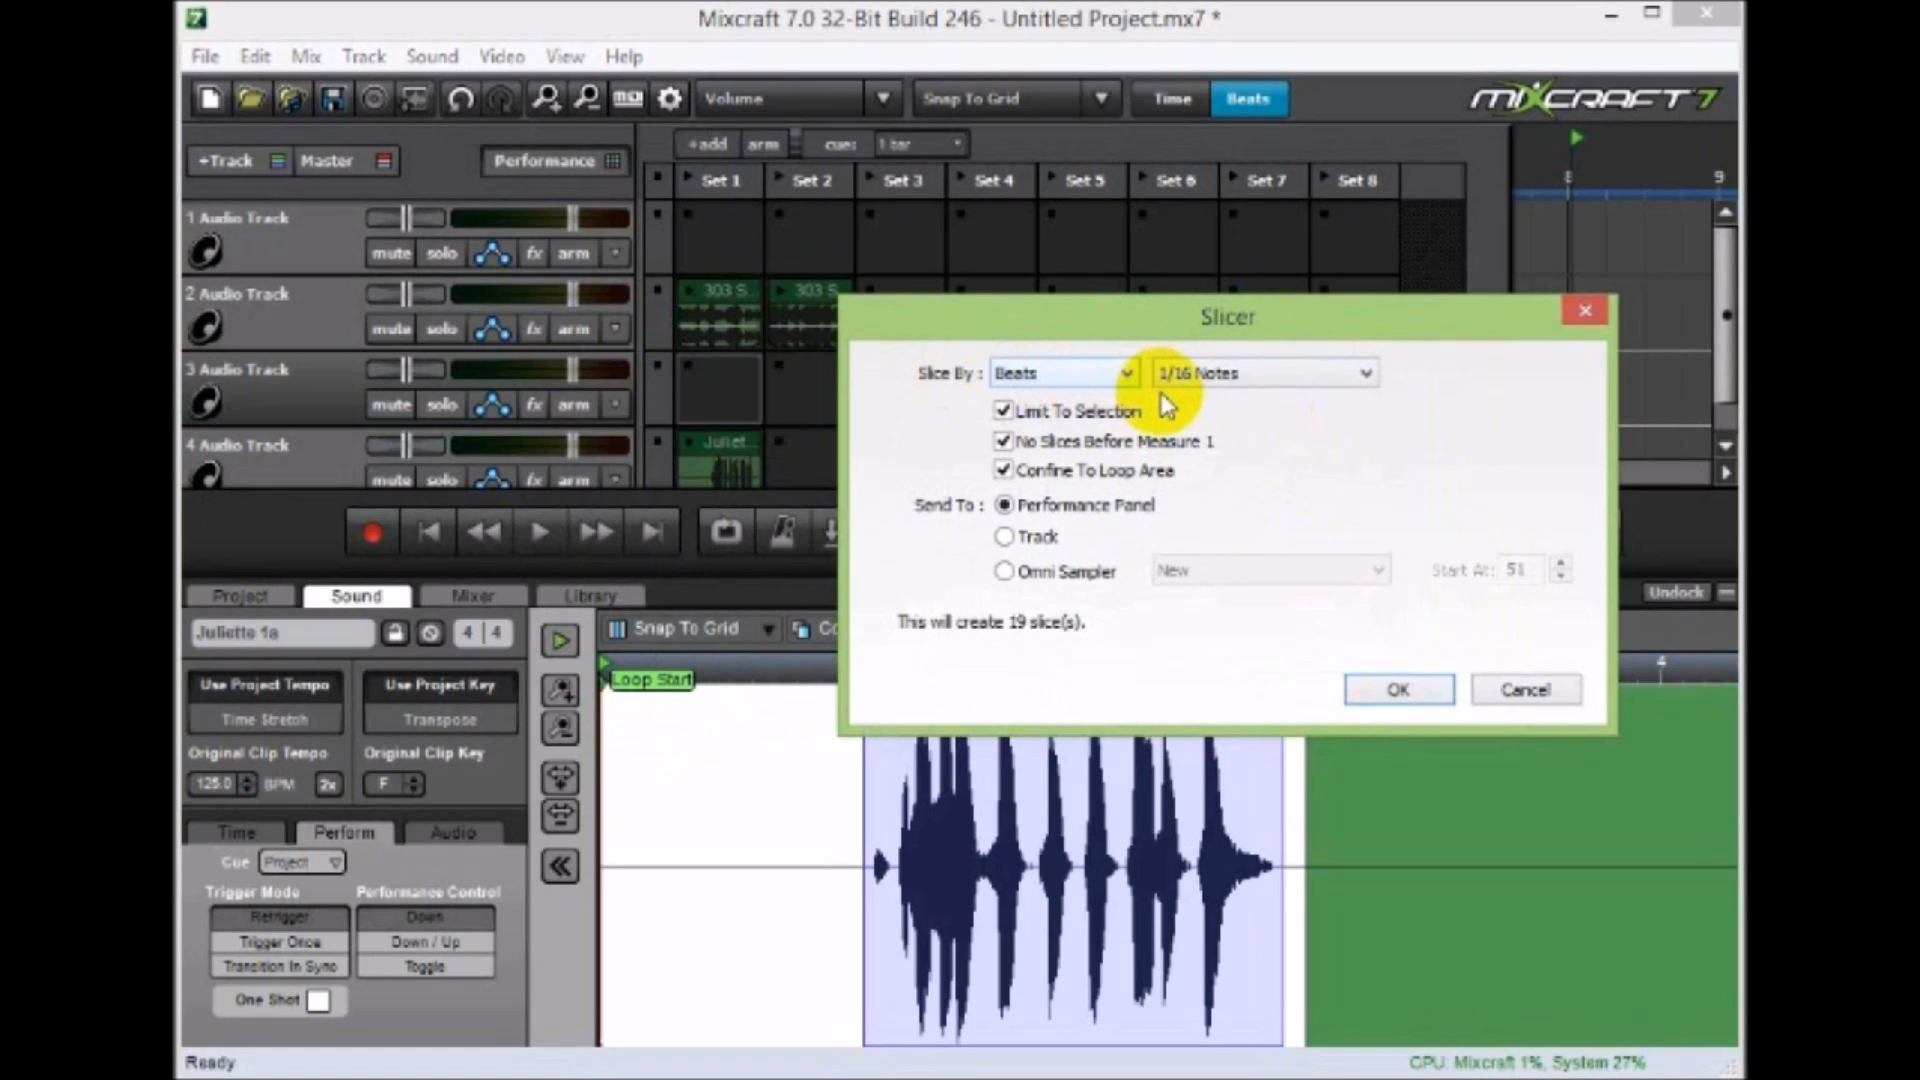 Mixcraft 7.0 32-Bit Build 246 - Untitled Project.mx7 *
File Edit Mix Track Sound Video View Help
Volume Snap To Grid Time Beats MIXCRAFT 7
+add arm cue: 1 bar
+Track Master Performance
Set 1 Set 2 Set 3 Set 4 Set 5 Set 6 Set 7 Set 8
8 9
1 Audio Track
mute solo fx arm
2 Audio Track
303 S.. 303 S
mute solo fx arm
Slicer
3 Audio Track
Slice By : Beats 1/16 Notes
mute solo fx arm
Limit To Selection
4 Audio Track
Juliet..
No Slices Before Measure 1
mute solo fx arm
Confine To Loop Area
Send To : Performance Panel
Track
Omni Sampler New Start At: 51
Project Sound Mixer Library
Undock
This will create 19 slice(s).
Juliette 1a 4 | 4
Snap To Grid Co
4
Loop Start
OK Cancel
Use Project Tempo Use Project Key
Time Stretch Transpose
Original Clip Tempo Original Clip Key
125.0 BPM 2x F
Time Perform Audio
Cue Project
Trigger Mode Performance Control
Retrigger Down
Trigger Once Down / Up
Transition In Sync Toggle
One Shot
Ready
CPU: Mixcraft 1%, System 27%